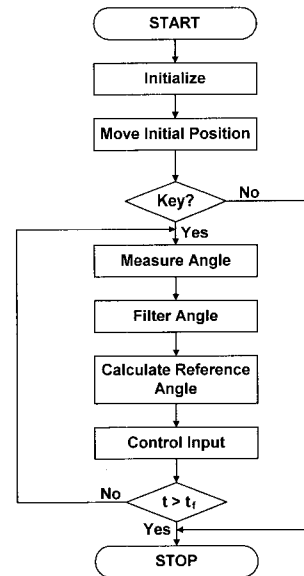 START
Initialize
Move Initial Position
Key?
No
Yes
Measure Angle
Filter Angle
Calculate Reference
Angle
Control Input
No
t > tf
Yes
STOP